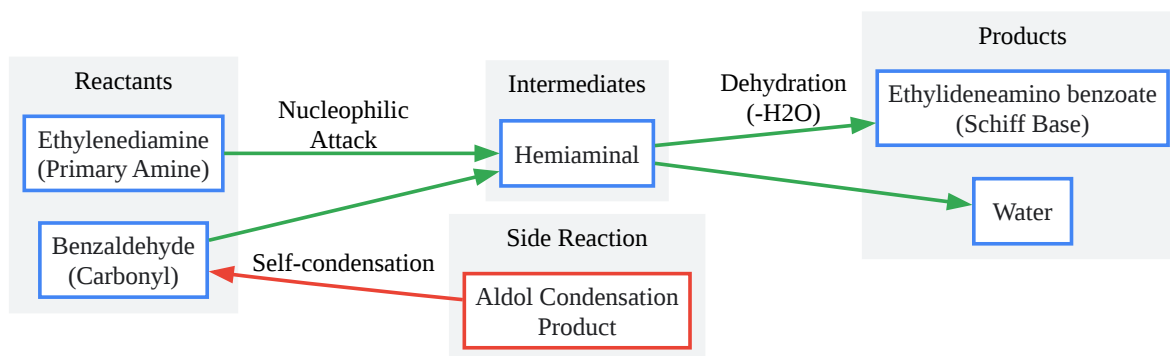 Reactants
Ethylenediamine
(Primary Amine)
Benzaldehyde
(Carbonyl)
Nucleophilic
Attack
Self-condensation
Intermediates
Hemiaminal
Side Reaction
Aldol Condensation
Product
Dehydration
(-H2O)
Products
Ethylideneamino benzoate
(Schiff Base)
Water